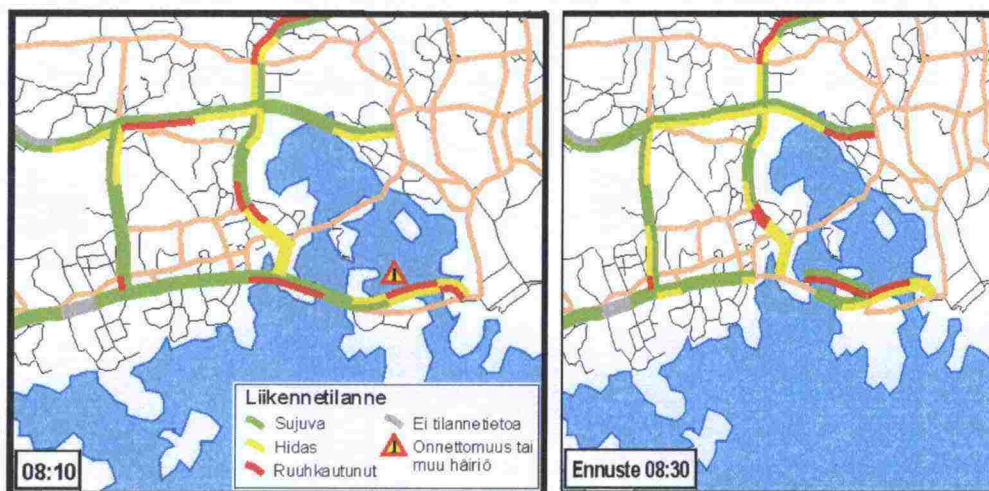 Liikennetilanne
Sujuva
Hidas
Ruuhkautunut
Ei tilannetietoa
Onnettomuus tai
muu häiriö
08:10
Ennuste 08:30